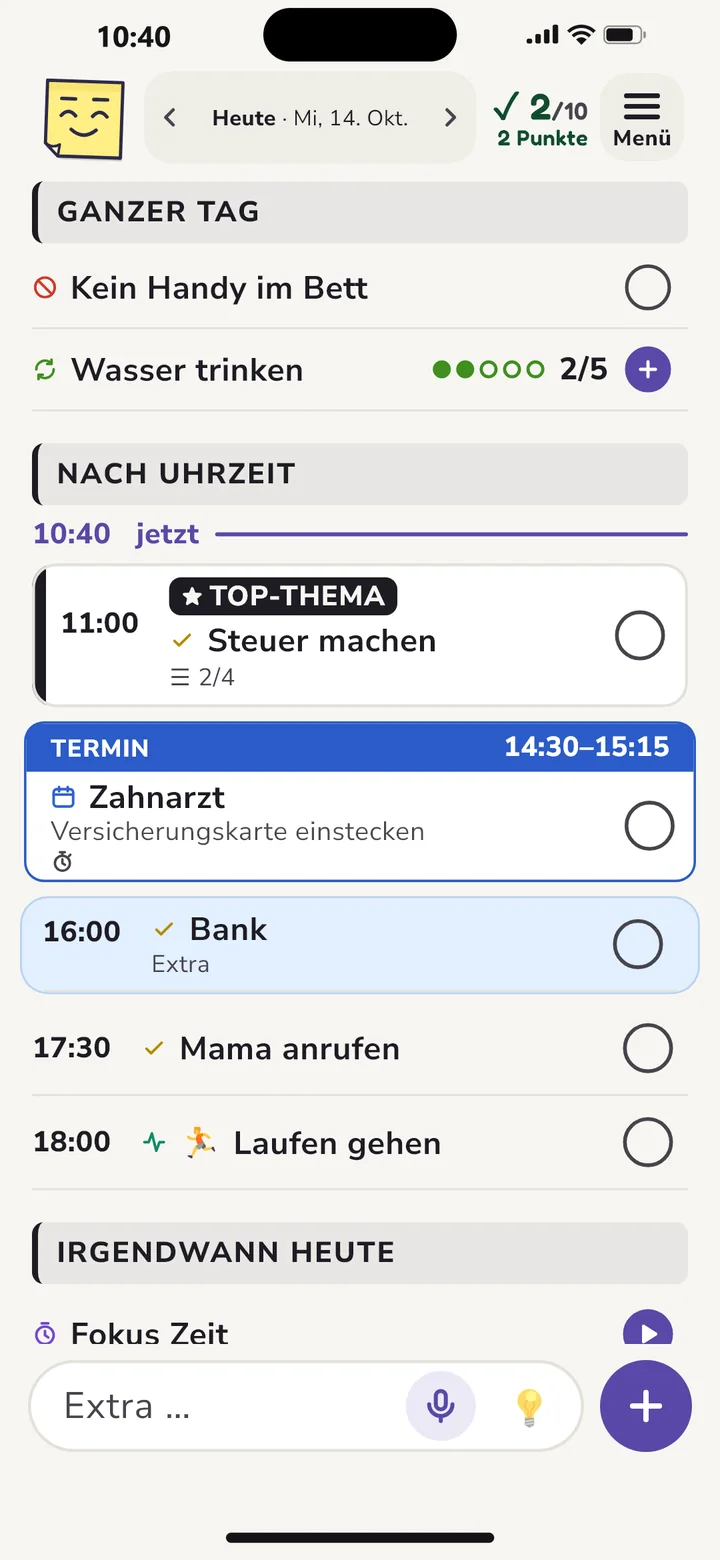 10:40
Heute · Mi, 14. Okt.
✓ 2/10
2 Punkte
Menü
GANZER TAG
Kein Handy im Bett
Wasser trinken 2/5
NACH UHRZEIT
10:40 jetzt
TOP-THEMA
11:00 Steuer machen
2/4
TERMIN 14:30–15:15
Zahnarzt
Versicherungskarte einstecken
16:00 Bank
Extra
17:30 Mama anrufen
18:00 Laufen gehen
IRGENDWANN HEUTE
Fokus Zeit
Extra ...